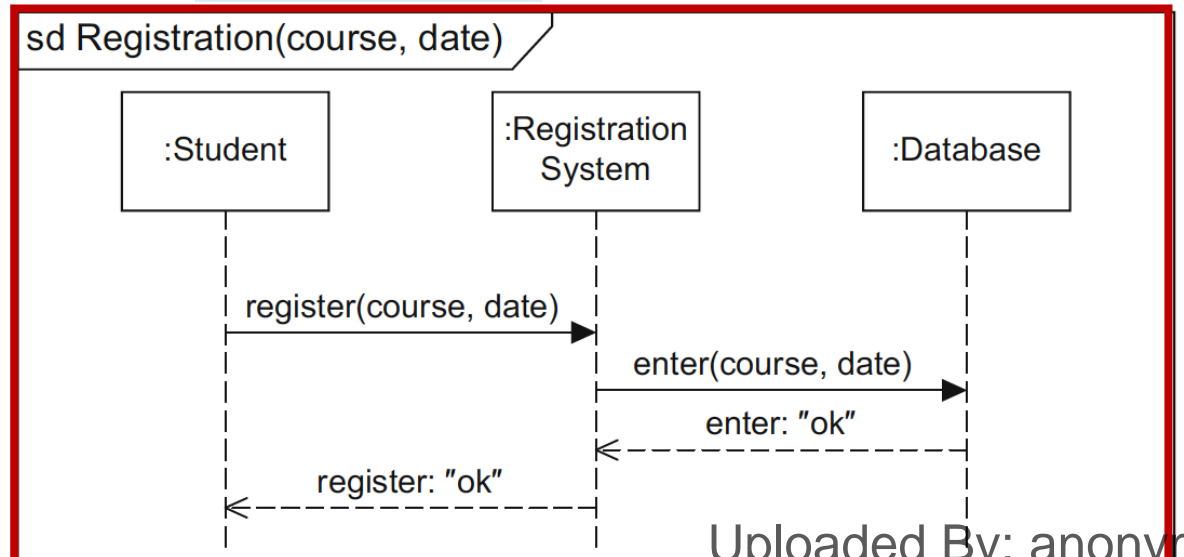 sd Registration(course, date)
:Student
:Registration
System
:Database
register(course, date)
enter(course, date)
enter: "ok"
register: "ok"
Uploaded By: